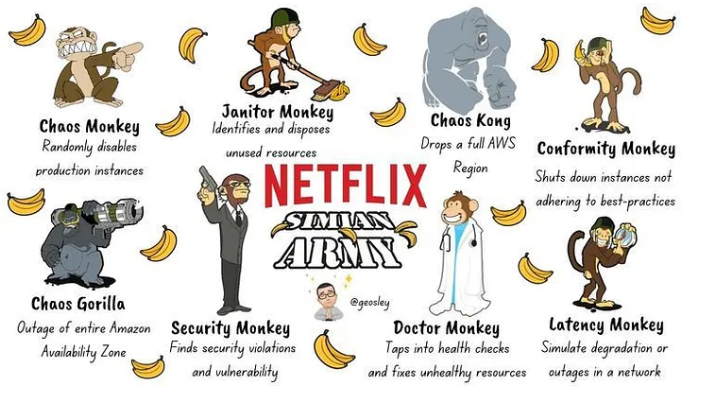 Chaos Monkey
Randomly disables
production instances
Janitor Monkey
Identifies and disposes
unused resources
Chaos Kong
Drops a full AWS
Region
Conformity Monkey
Shuts down instances not
adhering to best-practices
NETFLIX
SIMIAN
ARMY
@geosley
Chaos Gorilla
Outage of entire Amazon
Availability Zone
Security Monkey
Finds security violations
and vulnerability
Doctor Monkey
Taps into health checks
and fixes unhealthy resources
Latency Monkey
Simulate degradation or
outages in a network